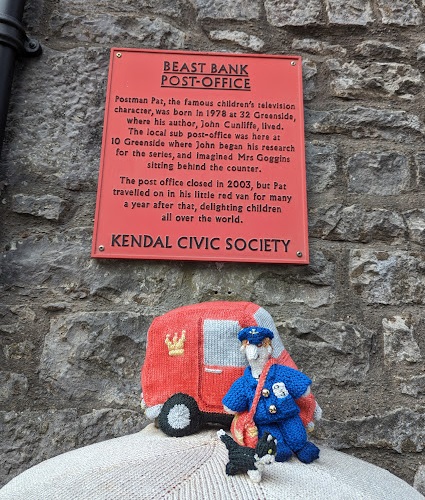 BEAST BANK
POST-OFFICE
Postman Pat, the famous children's television
character, was born in 1978 at 32 Greenside,
where his author, John Cunliffe, lived.
The local sub post-office was here at
10 Greenside where John began his research
for the series, and imagined Mrs Goggins
sitting behind the counter.
The post office closed in 2003, but Pat
travelled on in his little red van for many
a year after that, delighting children
all over the world.
KENDAL CIVIC SOCIETY